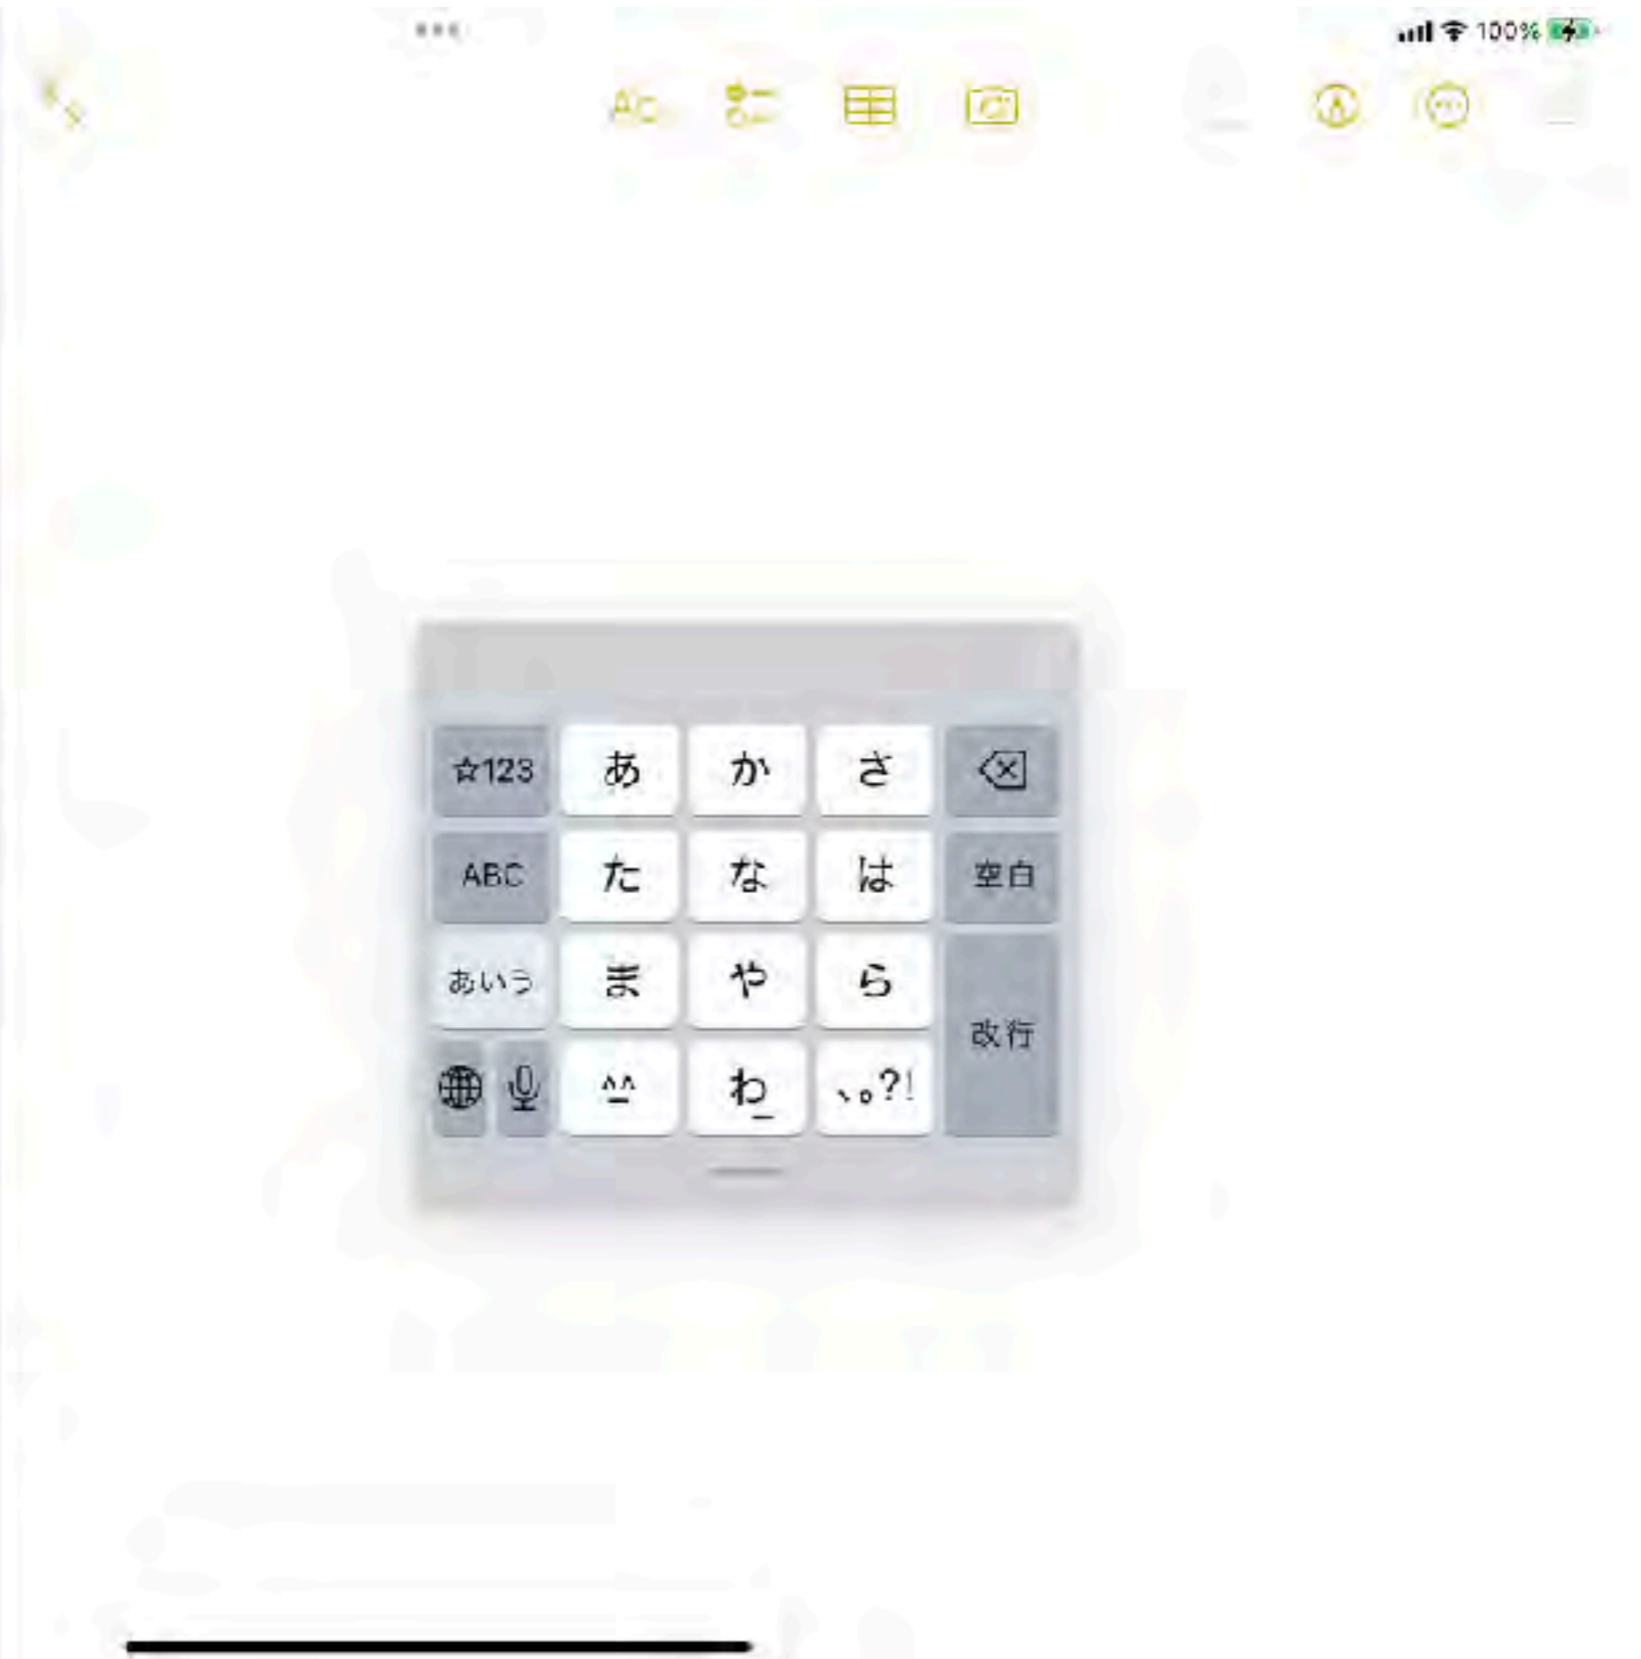 100%
Aa
☆123 あ か さ
ABC た な は 空白
あいう ま や ら 改行
^^ わ 、。?!